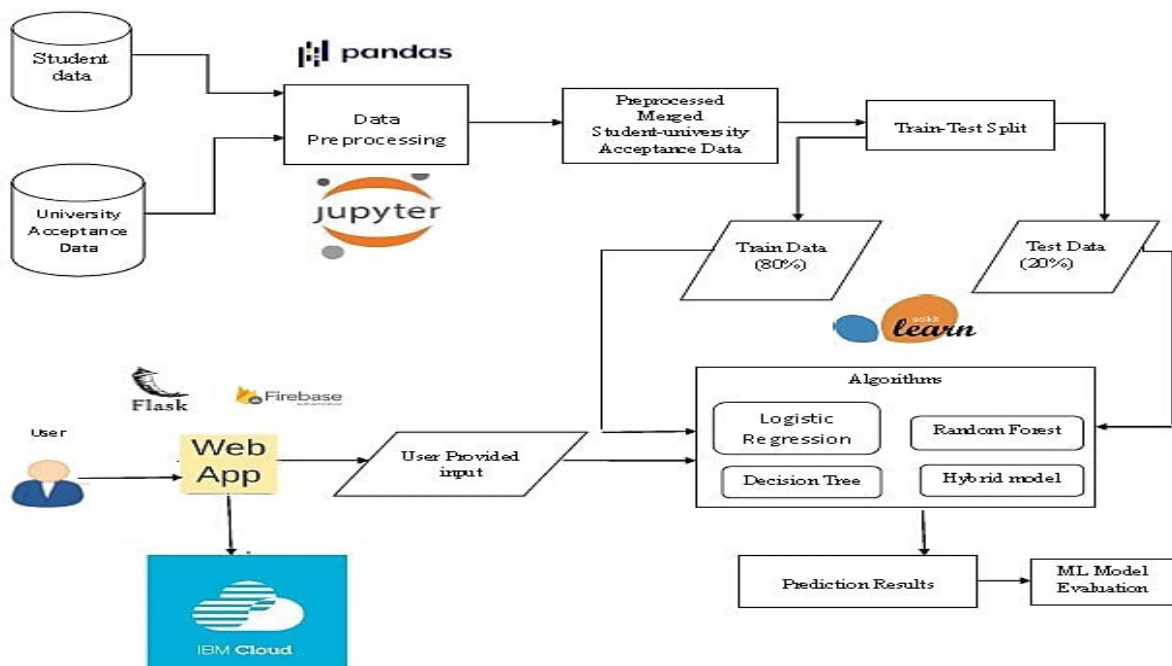 Student
data
pandas
Data
Preprocessing
Preprocessed
Merged
Student-university
Acceptance Data
Train-Test Split
University
Acceptance
Data
jupyter
Train Data
(80%)
Test Data
(20%)
scikit
learn
Flask
Firebase
Algorithms
Logistic
Regression
Random Forest
Decision Tree
Hybrid model
User
Web
App
User Provided
input
Prediction Results
ML Model
Evaluation
IBM Cloud